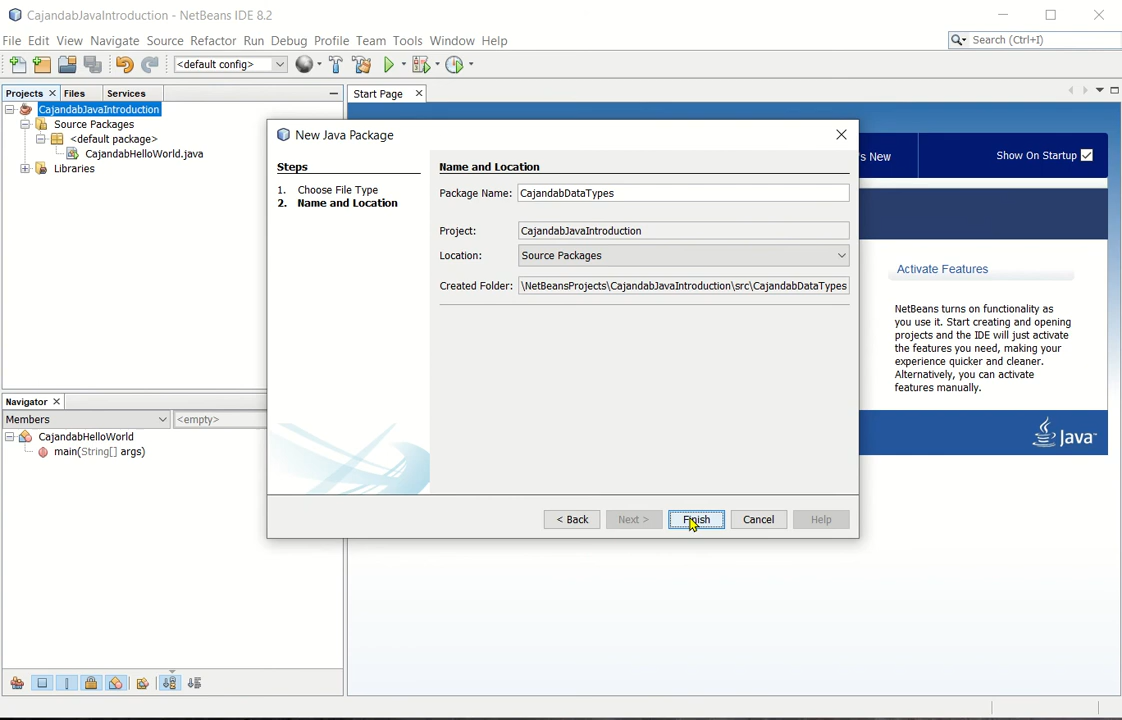 CajandabJavaIntroduction - NetBeans IDE 8.2
File Edit View Navigate Source Refactor Run Debug Profile Team Tools Window Help
Search (Ctrl+I)
<default config>
Projects Files Services
Start Page
CajandabJavaIntroduction
Source Packages
<default package>
CajandabHelloWorld.java
Libraries
New Java Package
's New
Show On Startup
Steps
1. Choose File Type
2. Name and Location
Name and Location
Package Name: CajandabDataTypes
Project: CajandabJavaIntroduction
Location: Source Packages
Created Folder: \NetBeansProjects\CajandabJavaIntroduction\src\CajandabDataTypes
Activate Features
NetBeans turns on functionality as
you use it. Start creating and opening
projects and the IDE will just activate
the features you need, making your
experience quicker and cleaner.
Alternatively, you can activate
features manually.
Java
Navigator
Members <empty>
CajandabHelloWorld
main(String[] args)
< Back Next > Finish Cancel Help